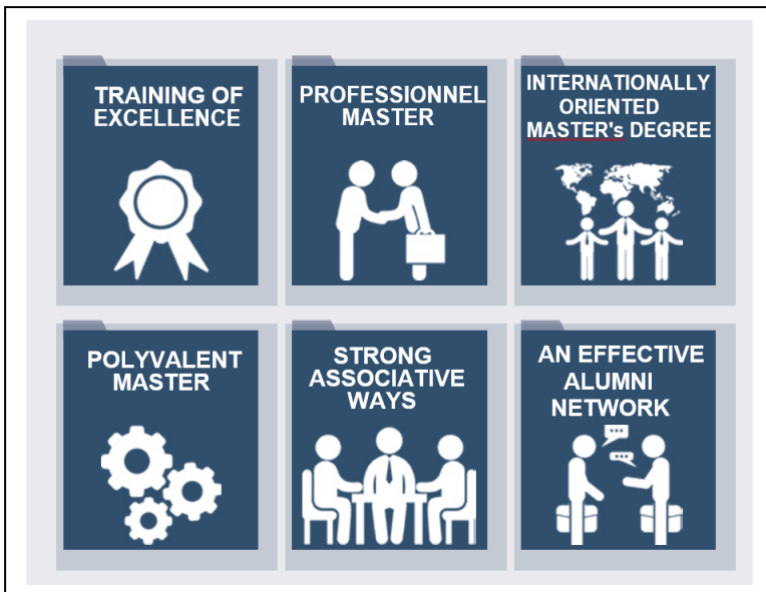 TRAINING OF
EXCELLENCE
PROFESSIONNEL
MASTER
INTERNATIONALLY
ORIENTED
MASTER's DEGREE
POLYVALENT
MASTER
STRONG
ASSOCIATIVE
WAYS
AN EFFECTIVE
ALUMNI
NETWORK